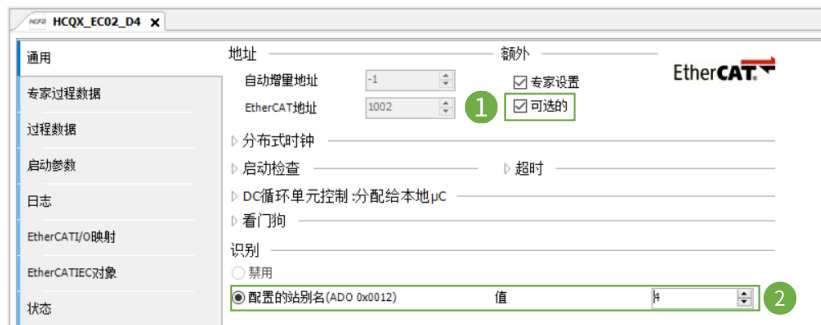 HCFA HCQX_EC02_D4 x
通用
专家过程数据
过程数据
启动参数
日志
EtherCATI/O映射
EtherCATIEC对象
状态
地址
额外
EtherCAT
自动增量地址 -1
专家设置
EtherCAT地址 1002
1 可选的
分布式时钟
启动检查
超时
DC循环单元控制:分配给本地μC
看门狗
识别
禁用
配置的站别名(ADO 0x0012) 值 4 2